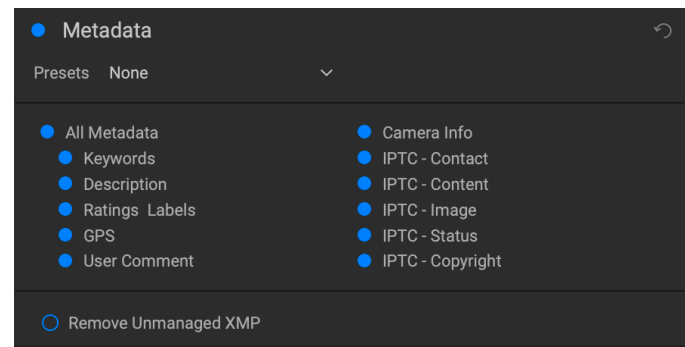 Metadata
Presets None
All Metadata
Keywords
Description
Ratings Labels
GPS
User Comment
Camera Info
IPTC - Contact
IPTC - Content
IPTC - Image
IPTC - Status
IPTC - Copyright
Remove Unmanaged XMP